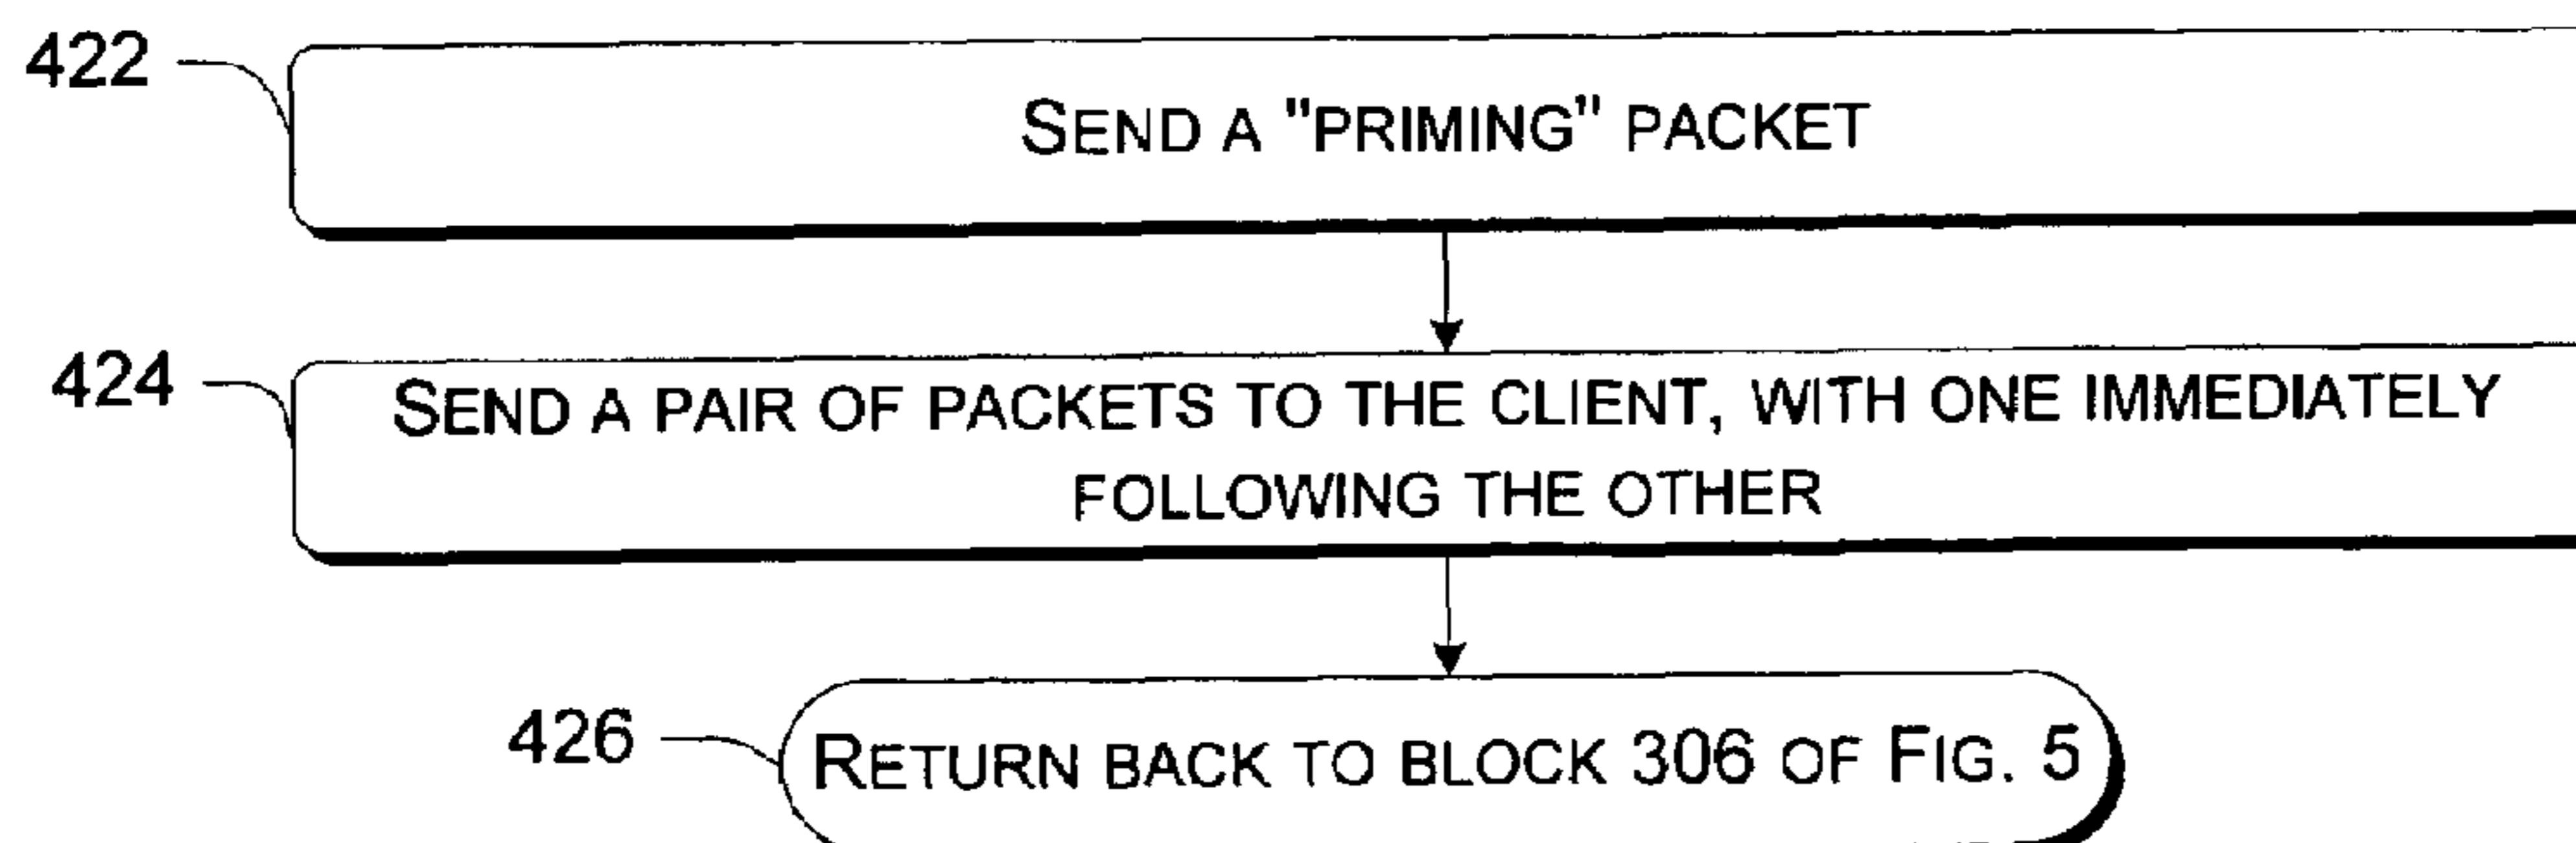 422
SEND A "PRIMING" PACKET
424
SEND A PAIR OF PACKETS TO THE CLIENT, WITH ONE IMMEDIATELY
FOLLOWING THE OTHER
426
RETURN BACK TO BLOCK 306 OF FIG. 5